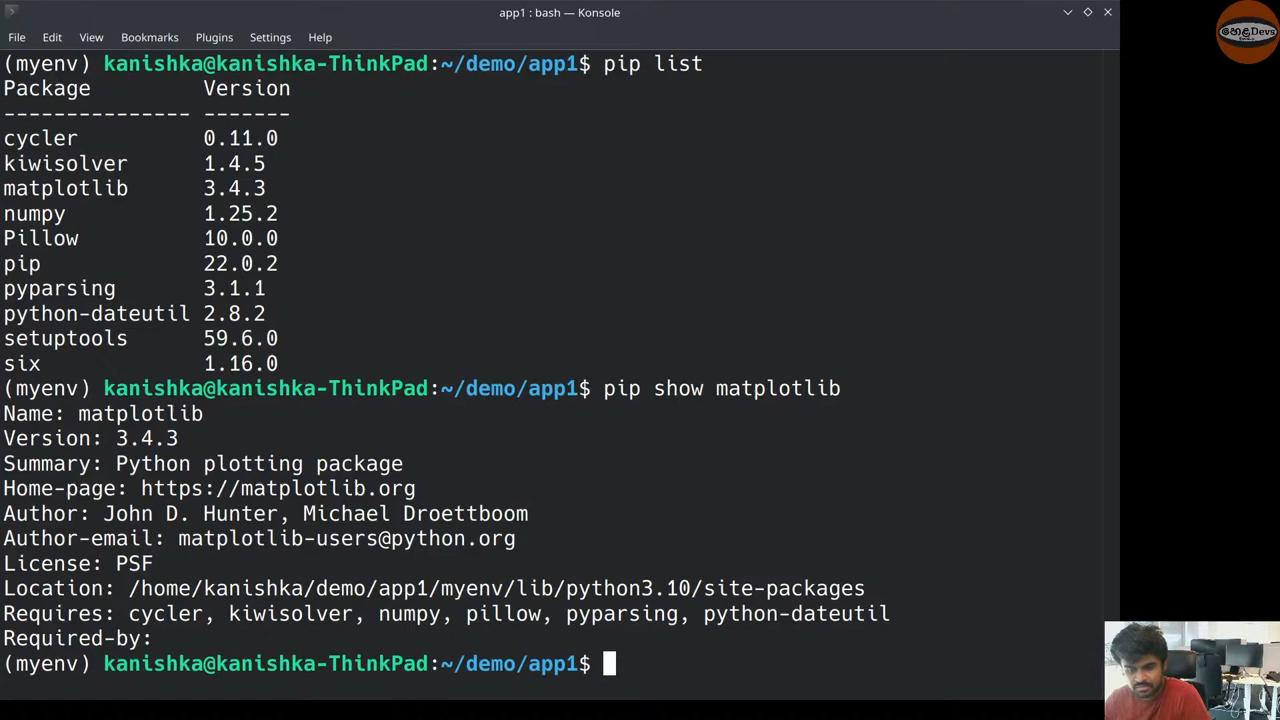 app1 : bash — Konsole
හෙළDevs
File Edit View Bookmarks Plugins Settings Help
(myenv) kanishka@kanishka-ThinkPad:~/demo/app1$ pip list
Package Version
--------------- -------
cycler 0.11.0
kiwisolver 1.4.5
matplotlib 3.4.3
numpy 1.25.2
Pillow 10.0.0
pip 22.0.2
pyparsing 3.1.1
python-dateutil 2.8.2
setuptools 59.6.0
six 1.16.0
(myenv) kanishka@kanishka-ThinkPad:~/demo/app1$ pip show matplotlib
Name: matplotlib
Version: 3.4.3
Summary: Python plotting package
Home-page: https://matplotlib.org
Author: John D. Hunter, Michael Droettboom
Author-email: matplotlib-users@python.org
License: PSF
Location: /home/kanishka/demo/app1/myenv/lib/python3.10/site-packages
Requires: cycler, kiwisolver, numpy, pillow, pyparsing, python-dateutil
Required-by:
(myenv) kanishka@kanishka-ThinkPad:~/demo/app1$